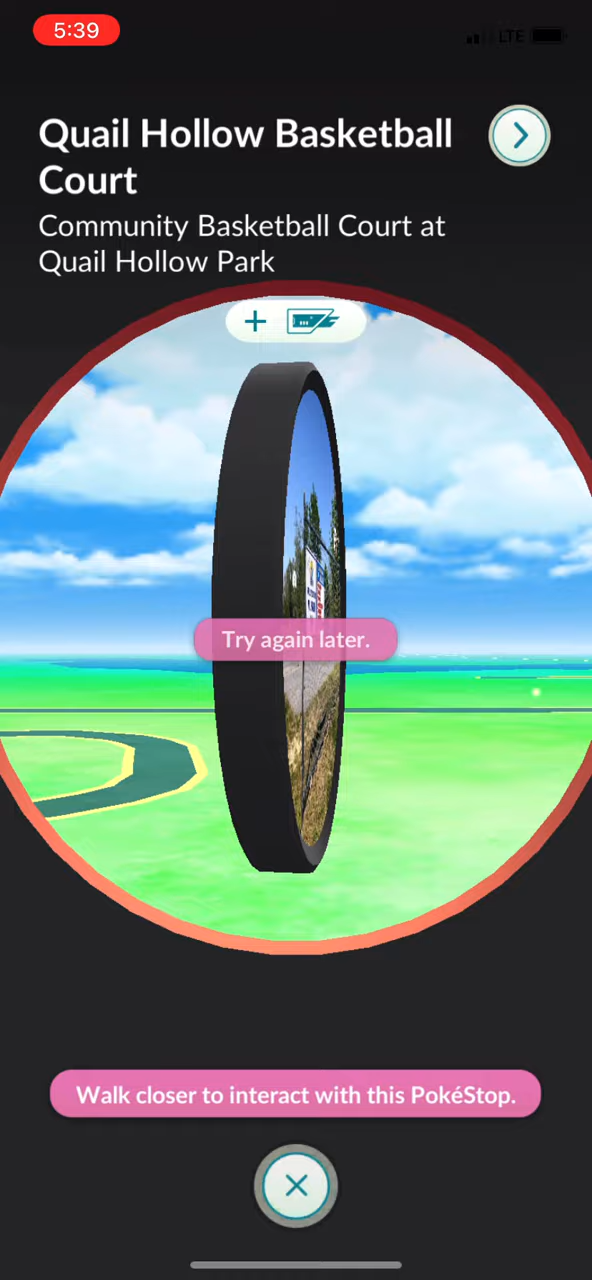 5:39
LTE
Quail Hollow Basketball
Court
Community Basketball Court at
Quail Hollow Park
Try again later.
Walk closer to interact with this PokéStop.